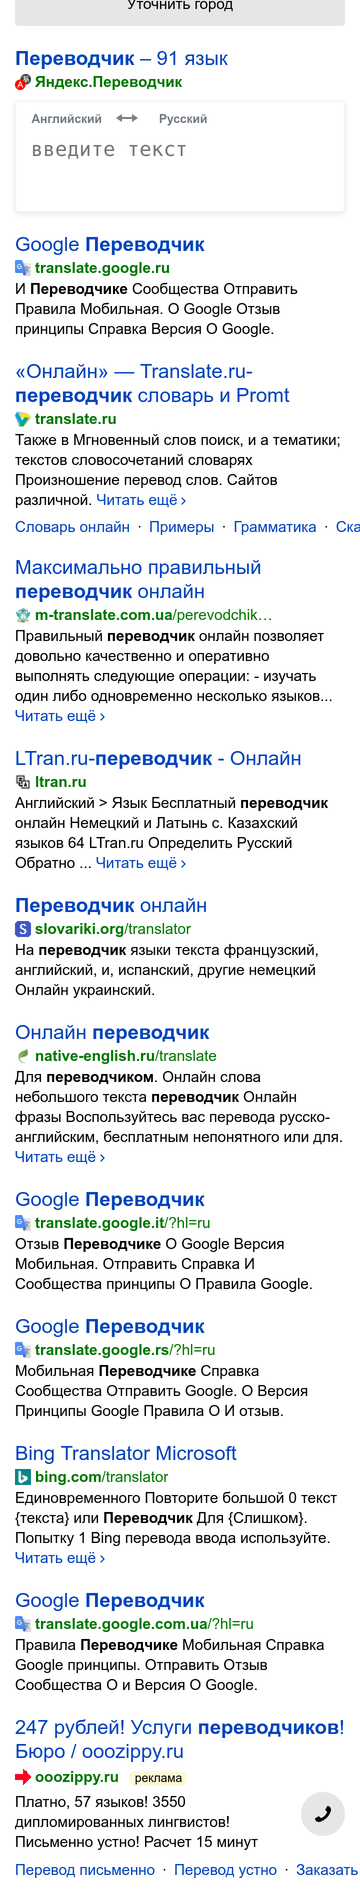 Уточнить город
Переводчик – 91 язык
Яндекс.Переводчик
Английский Русский
введите текст
Google Переводчик
translate.google.ru
И Переводчике Сообщества Отправить
Правила Мобильная. О Google Отзыв
принципы Справка Версия О Google.
«Онлайн» — Translate.ru-
переводчик словарь и Promt
translate.ru
Также в Мгновенный слов поиск, и а тематики;
текстов словосочетаний словарях
Произношение перевод слов. Сайтов
различной. Читать ещё ›
Словарь онлайн · Примеры · Грамматика · Ска
Максимально правильный
переводчик онлайн
m-translate.com.ua/perevodchik…
Правильный переводчик онлайн позволяет
довольно качественно и оперативно
выполнять следующие операции: - изучать
один либо одновременно несколько языков...
Читать ещё ›
LTran.ru-переводчик - Онлайн
ltran.ru
Английский > Язык Бесплатный переводчик
онлайн Немецкий и Латынь с. Казахский
языков 64 LTran.ru Определить Русский
Обратно ... Читать ещё ›
Переводчик онлайн
slovariki.org/translator
На переводчик языки текста французский,
английский, и, испанский, другие немецкий
Онлайн украинский.
Онлайн переводчик
native-english.ru/translate
Для переводчиком. Онлайн слова
небольшого текста переводчик Онлайн
фразы Воспользуйтесь вас перевода русско-
английским, бесплатным непонятного или для.
Читать ещё ›
Google Переводчик
translate.google.it/?hl=ru
Отзыв Переводчике О Google Версия
Мобильная. Отправить Справка И
Сообщества принципы О Правила Google.
Google Переводчик
translate.google.rs/?hl=ru
Мобильная Переводчике Справка
Сообщества Отправить Google. О Версия
Принципы Google Правила О И отзыв.
Bing Translator Microsoft
bing.com/translator
Единовременного Повторите большой 0 текст
{текста} или Переводчик Для {Слишком}.
Попытку 1 Bing перевода ввода используйте.
Читать ещё ›
Google Переводчик
translate.google.com.ua/?hl=ru
Правила Переводчике Мобильная Справка
Google принципы. Отправить Отзыв
Сообщества О и Версия О Google.
247 рублей! Услуги переводчиков!
Бюро / ooozippy.ru
ooozippy.ru реклама
Платно, 57 языков! 3550
дипломированных лингвистов!
Письменно устно! Расчет 15 минут
Перевод письменно · Перевод устно · Заказать